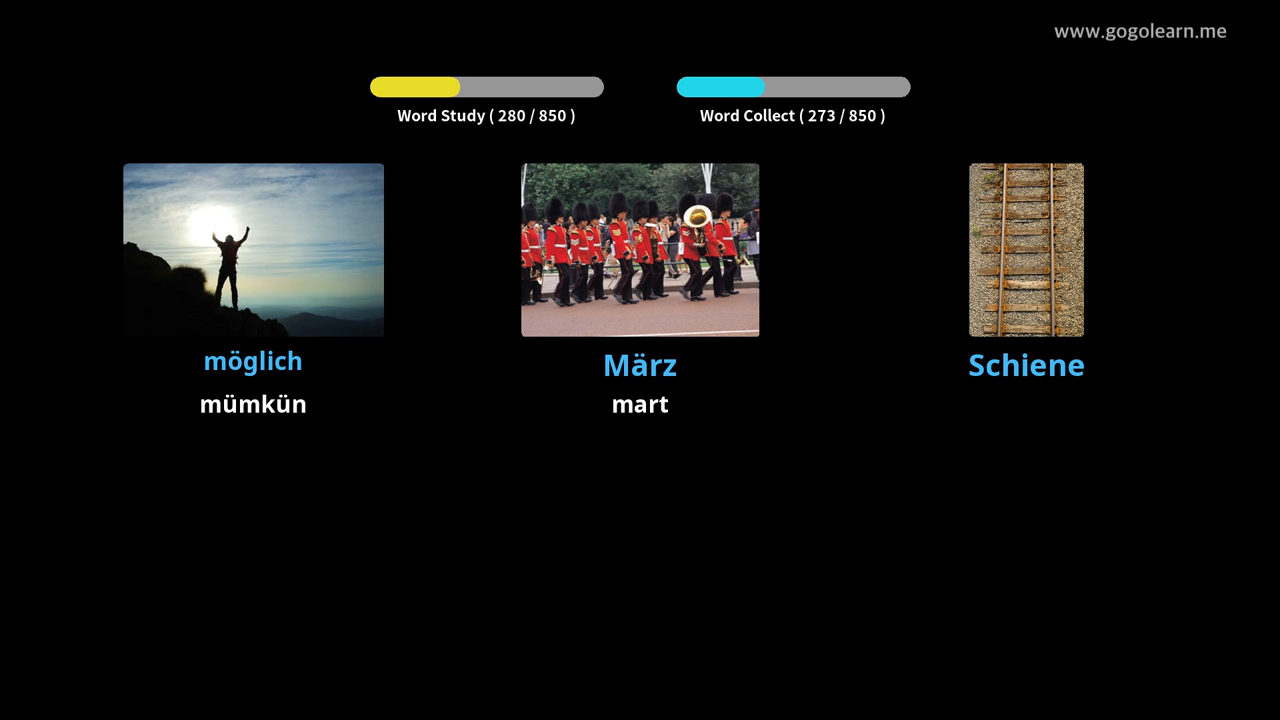 www.gogolearn.me
Word Study ( 280 / 850 )
Word Collect ( 273 / 850 )
möglich
mümkün
März
mart
Schiene